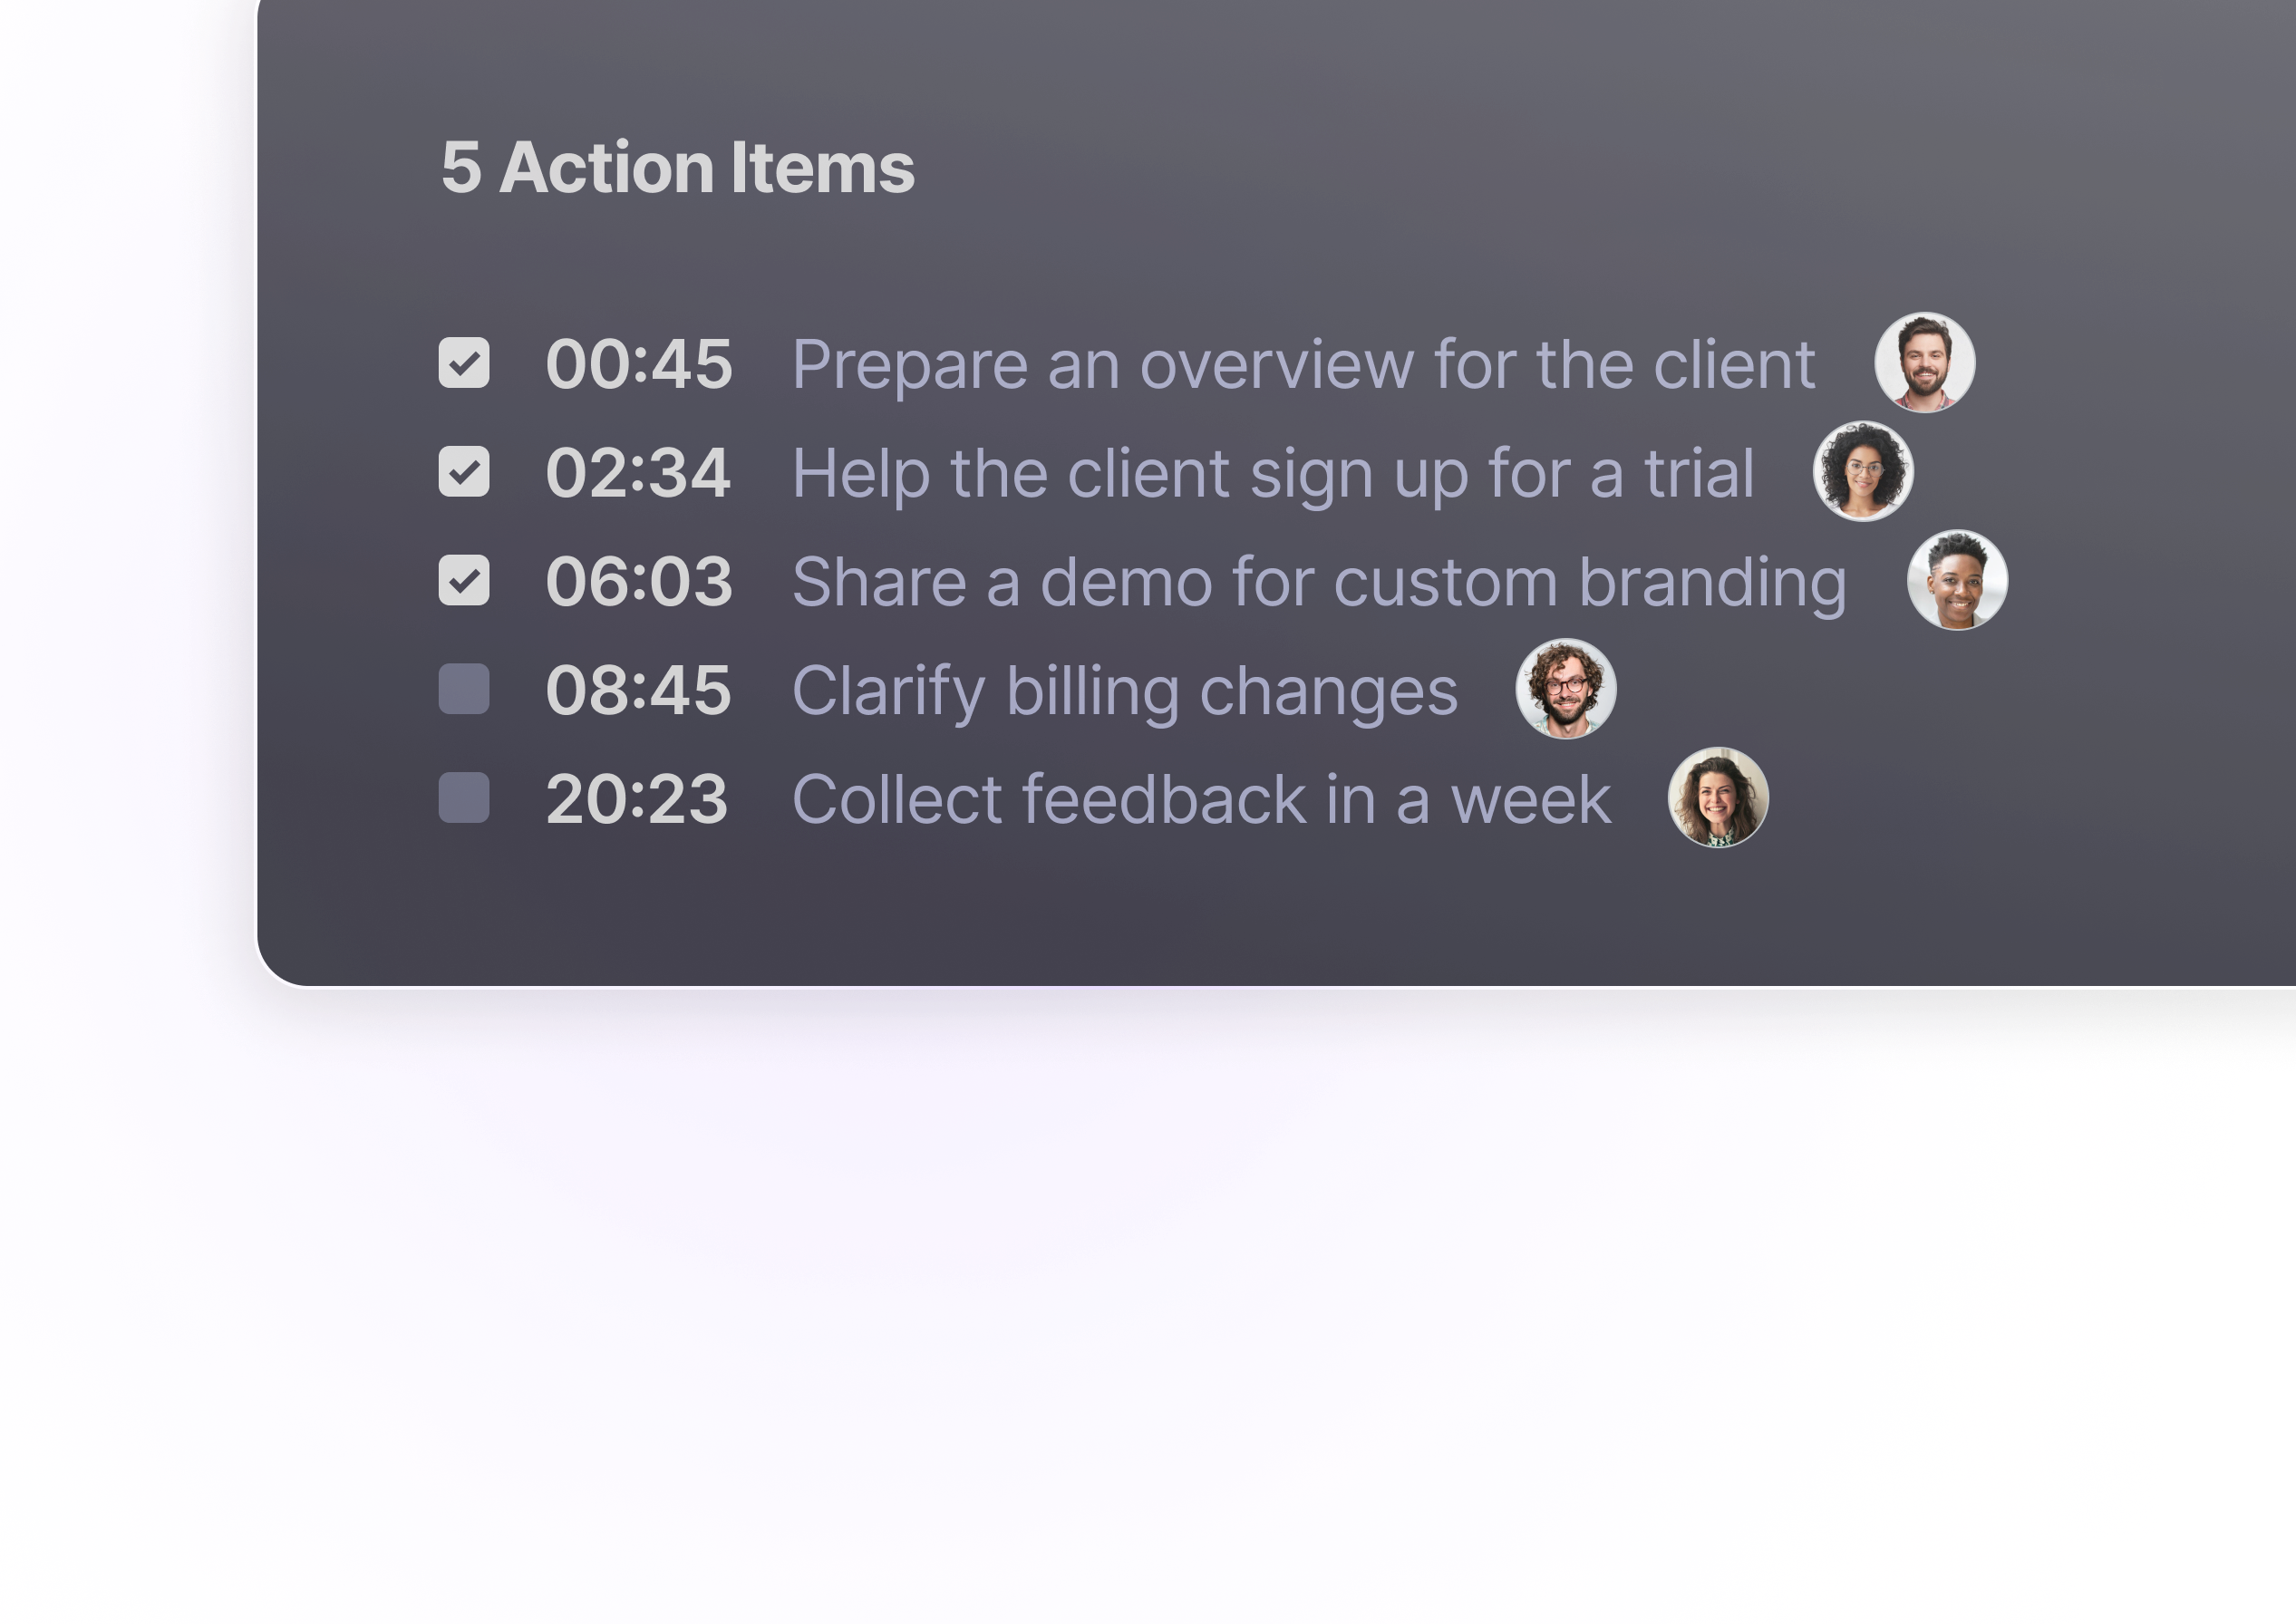 5 Action Items
00:45 Prepare an overview for the client
02:34 Help the client sign up for a trial
06:03 Share a demo for custom branding
08:45 Clarify billing changes
20:23 Collect feedback in a week